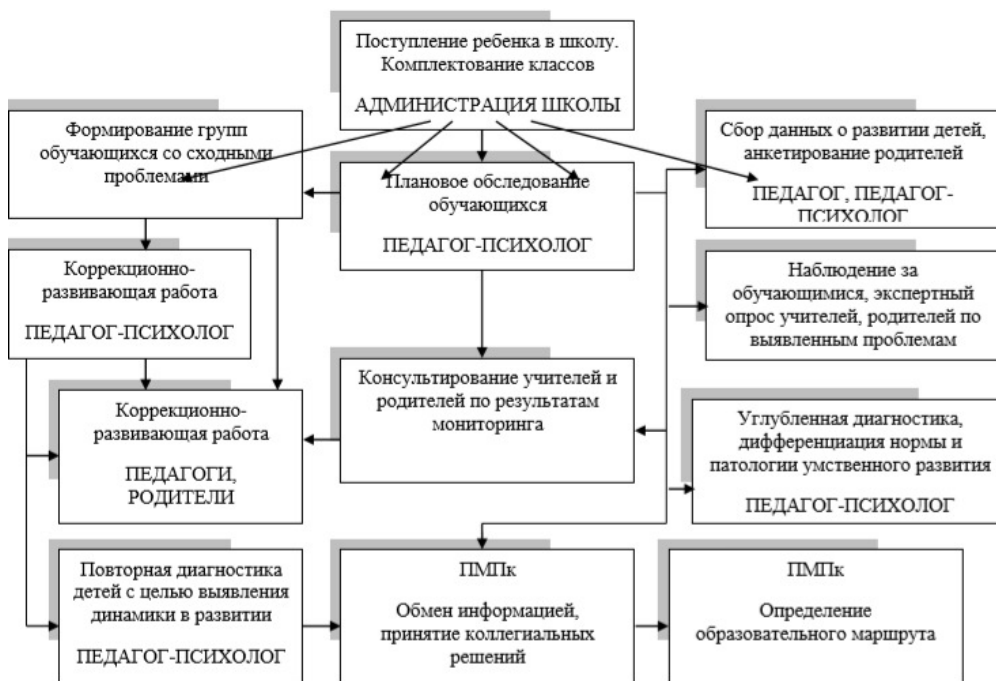 Поступление ребенка в школу.
Комплектование классов
АДМИНИСТРАЦИЯ ШКОЛЫ
Формирование групп
обучающихся со сходными
проблемами
Плановое обследование
обучающихся
ПЕДАГОГ-ПСИХОЛОГ
Сбор данных о развитии детей,
анкетирование родителей
ПЕДАГОГ, ПЕДАГОГ-
ПСИХОЛОГ
Коррекционно-
развивающая работа
ПЕДАГОГ-ПСИХОЛОГ
Наблюдение за
обучающимися, экспертный
опрос учителей, родителей по
выявленным проблемам
Коррекционно-
развивающая работа
ПЕДАГОГИ,
РОДИТЕЛИ
Консультирование учителей и
родителей по результатам
мониторинга
Углубленная диагностика,
дифференциация нормы и
патологии умственного развития
ПЕДАГОГ-ПСИХОЛОГ
Повторная диагностика
детей с целью выявления
динамики в развитии
ПЕДАГОГ-ПСИХОЛОГ
ПМПк
Обмен информацией,
принятие коллегиальных
решений
ПМПк
Определение
образовательного маршрута